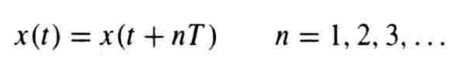 x(t) = x(t + nT) n = 1, 2, 3, ...